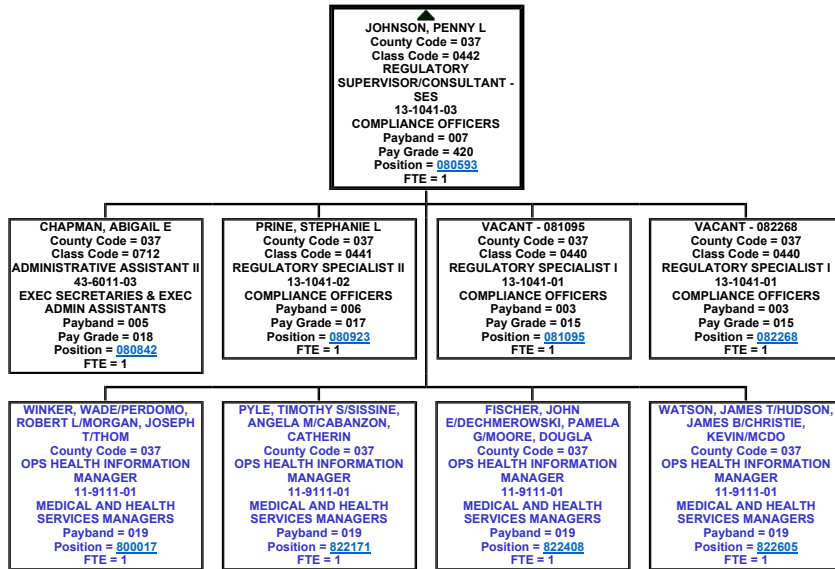 JOHNSON, PENNY L
County Code = 037
Class Code = 0442
REGULATORY
SUPERVISOR/CONSULTANT -
SES
13-1041-03
COMPLIANCE OFFICERS
Payband = 007
Pay Grade = 420
Position = 080593
FTE = 1
CHAPMAN, ABIGAIL E
County Code = 037
Class Code = 0712
ADMINISTRATIVE ASSISTANT II
43-6011-03
EXEC SECRETARIES & EXEC
ADMIN ASSISTANTS
Payband = 005
Pay Grade = 018
Position = 080842
FTE = 1
PRINE, STEPHANIE L
County Code = 037
Class Code = 0441
REGULATORY SPECIALIST II
13-1041-02
COMPLIANCE OFFICERS
Payband = 006
Pay Grade = 017
Position = 080923
FTE = 1
VACANT - 081095
County Code = 037
Class Code = 0440
REGULATORY SPECIALIST I
13-1041-01
COMPLIANCE OFFICERS
Payband = 003
Pay Grade = 015
Position = 081095
FTE = 1
VACANT - 082268
County Code = 037
Class Code = 0440
REGULATORY SPECIALIST I
13-1041-01
COMPLIANCE OFFICERS
Payband = 003
Pay Grade = 015
Position = 082268
FTE = 1
WINKER, WADE/PERDOMO,
ROBERT L/MORGAN, JOSEPH
T/THOM
County Code = 037
OPS HEALTH INFORMATION
MANAGER
11-9111-01
MEDICAL AND HEALTH
SERVICES MANAGERS
Payband = 019
Position = 800017
FTE = 1
PYLE, TIMOTHY S/SISSINE,
ANGELA M/CABANZON,
CATHERIN
County Code = 037
OPS HEALTH INFORMATION
MANAGER
11-9111-01
MEDICAL AND HEALTH
SERVICES MANAGERS
Payband = 019
Position = 822171
FTE = 1
FISCHER, JOHN
E/DECHMEROWSKI, PAMELA
G/MOORE, DOUGLA
County Code = 037
OPS HEALTH INFORMATION
MANAGER
11-9111-01
MEDICAL AND HEALTH
SERVICES MANAGERS
Payband = 019
Position = 822408
FTE = 1
WATSON, JAMES T/HUDSON,
JAMES B/CHRISTIE,
KEVIN/MCDO
County Code = 037
OPS HEALTH INFORMATION
MANAGER
11-9111-01
MEDICAL AND HEALTH
SERVICES MANAGERS
Payband = 019
Position = 822605
FTE = 1